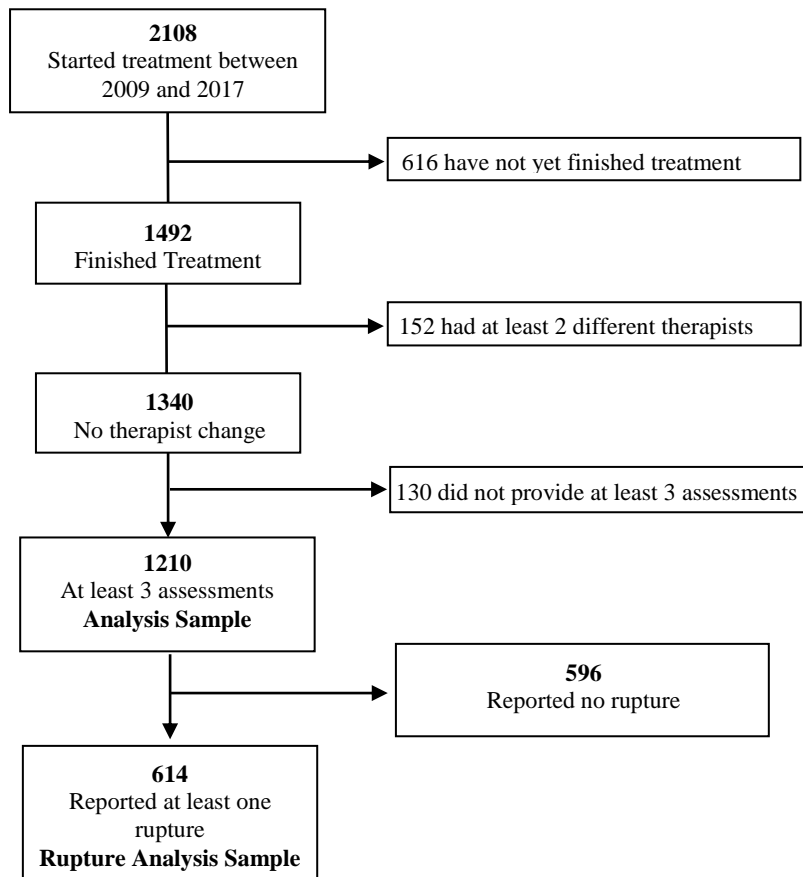 2108
Started treatment between
2009 and 2017
616 have not yet finished treatment
1492
Finished Treatment
152 had at least 2 different therapists
1340
No therapist change
130 did not provide at least 3 assessments
1210
At least 3 assessments
Analysis Sample
596
Reported no rupture
614
Reported at least one
rupture
Rupture Analysis Sample